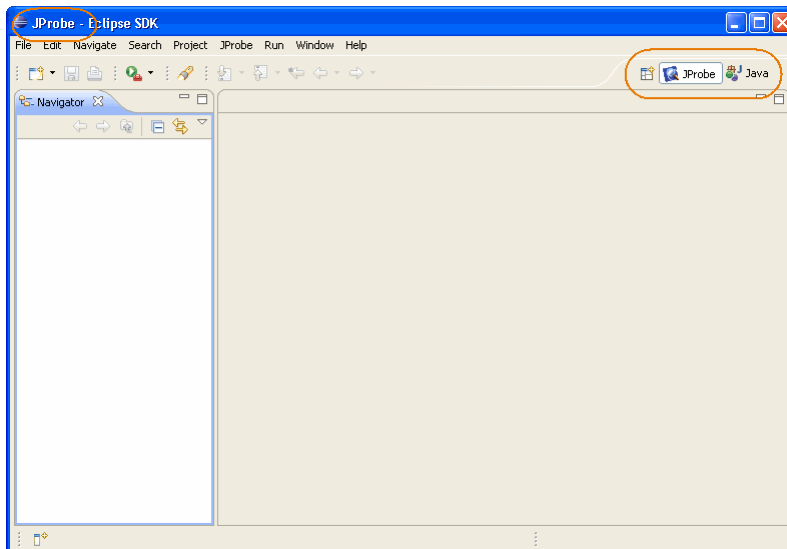 JProbe - Eclipse SDK
File Edit Navigate Search Project JProbe Run Window Help
JProbe Java
Navigator